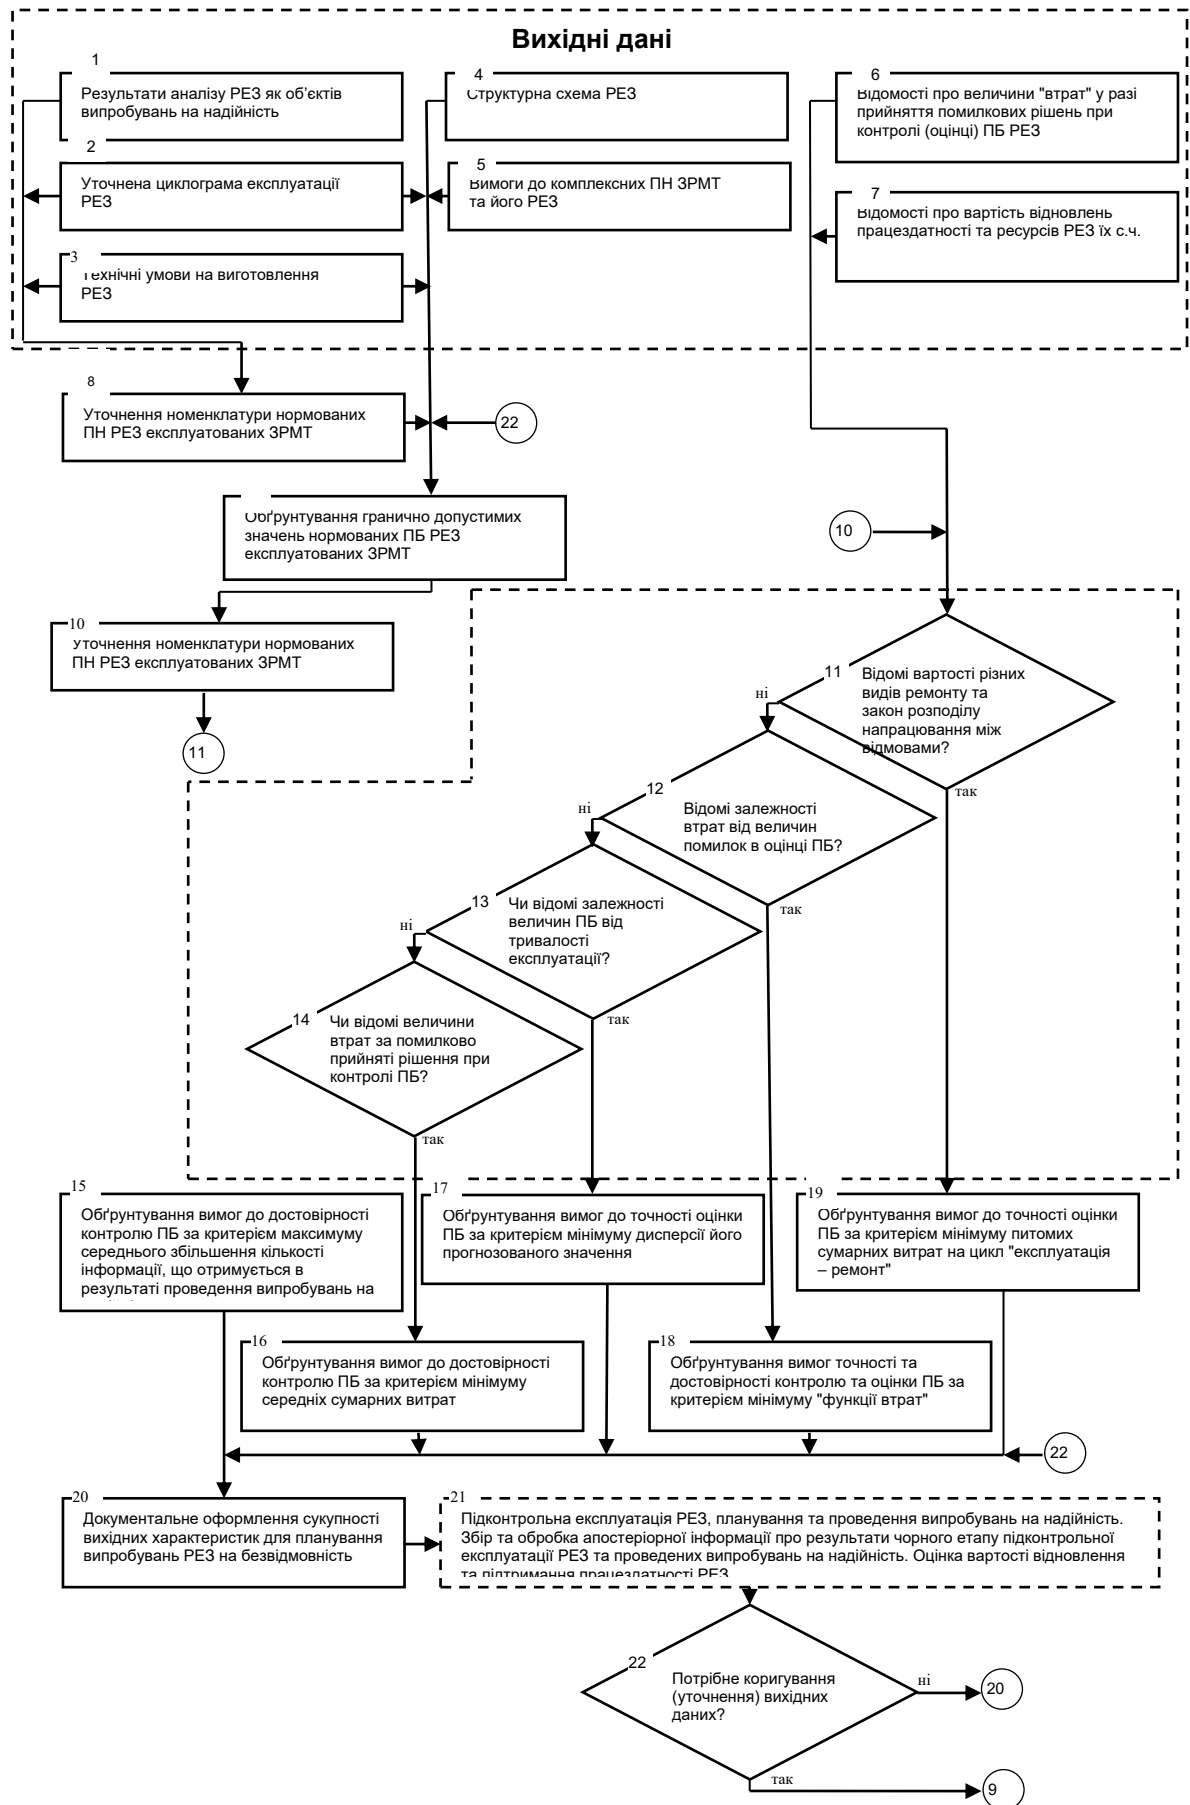 Вихідні дані
1
Результати аналізу РЕЗ як об’єктів
випробувань на надійність
2
Уточнена циклограма експлуатації
РЕЗ
3
Технічні умови на виготовлення
РЕЗ
4
Структурна схема РЕЗ
5
Вимоги до комплексних ПН ЗРМТ
та його РЕЗ
6
Відомості про величини "втрат" у разі
прийняття помилкових рішень при
контролі (оцінці) ПБ РЕЗ
7
Відомості про вартість відновлень
працездатності та ресурсів РЕЗ їх с.ч.
8
Уточнення номенклатури нормованих
ПН РЕЗ експлуатованих ЗРМТ
22
Обґрунтування гранично допустимих
значень нормованих ПБ РЕЗ
експлуатованих ЗРМТ
10
10
Уточнення номенклатури нормованих
ПН РЕЗ експлуатованих ЗРМТ
11
11
Відомі вартості різних
видів ремонту та
закон розподілу
напрацювання між
відмовами?
ні
так
12
Відомі залежності
втрат від величин
помилок в оцінці ПБ?
ні
так
13
Чи відомі залежності
величин ПБ від
тривалості
експлуатації?
ні
так
14
Чи відомі величини
втрат за помилково
прийняті рішення при
контролі ПБ?
так
15
Обґрунтування вимог до достовірності
контролю ПБ за критерієм максимуму
середнього збільшення кількості
інформації, що отримується в
результаті проведення випробувань на
17
Обґрунтування вимог до точності оцінки
ПБ за критерієм мінімуму дисперсії його
прогнозованого значення
19
Обґрунтування вимог до точності оцінки
ПБ за критерієм мінімуму питомих
сумарних витрат на цикл "експлуатація
– ремонт"
16
Обґрунтування вимог до достовірності
контролю ПБ за критерієм мінімуму
середніх сумарних витрат
18
Обґрунтування вимог точності та
достовірності контролю та оцінки ПБ за
критерієм мінімуму "функції втрат"
22
20
Документальне оформлення сукупності
вихідних характеристик для планування
випробувань РЕЗ на безвідмовність
21
Підконтрольна експлуатація РЕЗ, планування та проведення випробувань на надійність.
Збір та обробка апостеріорної інформації про результати чорного етапу підконтрольної
експлуатації РЕЗ та проведених випробувань на надійність. Оцінка вартості відновлення
та підтримання працездатності РЕЗ
22
Потрібне коригування
(уточнення) вихідних
даних?
ні
20
так
9